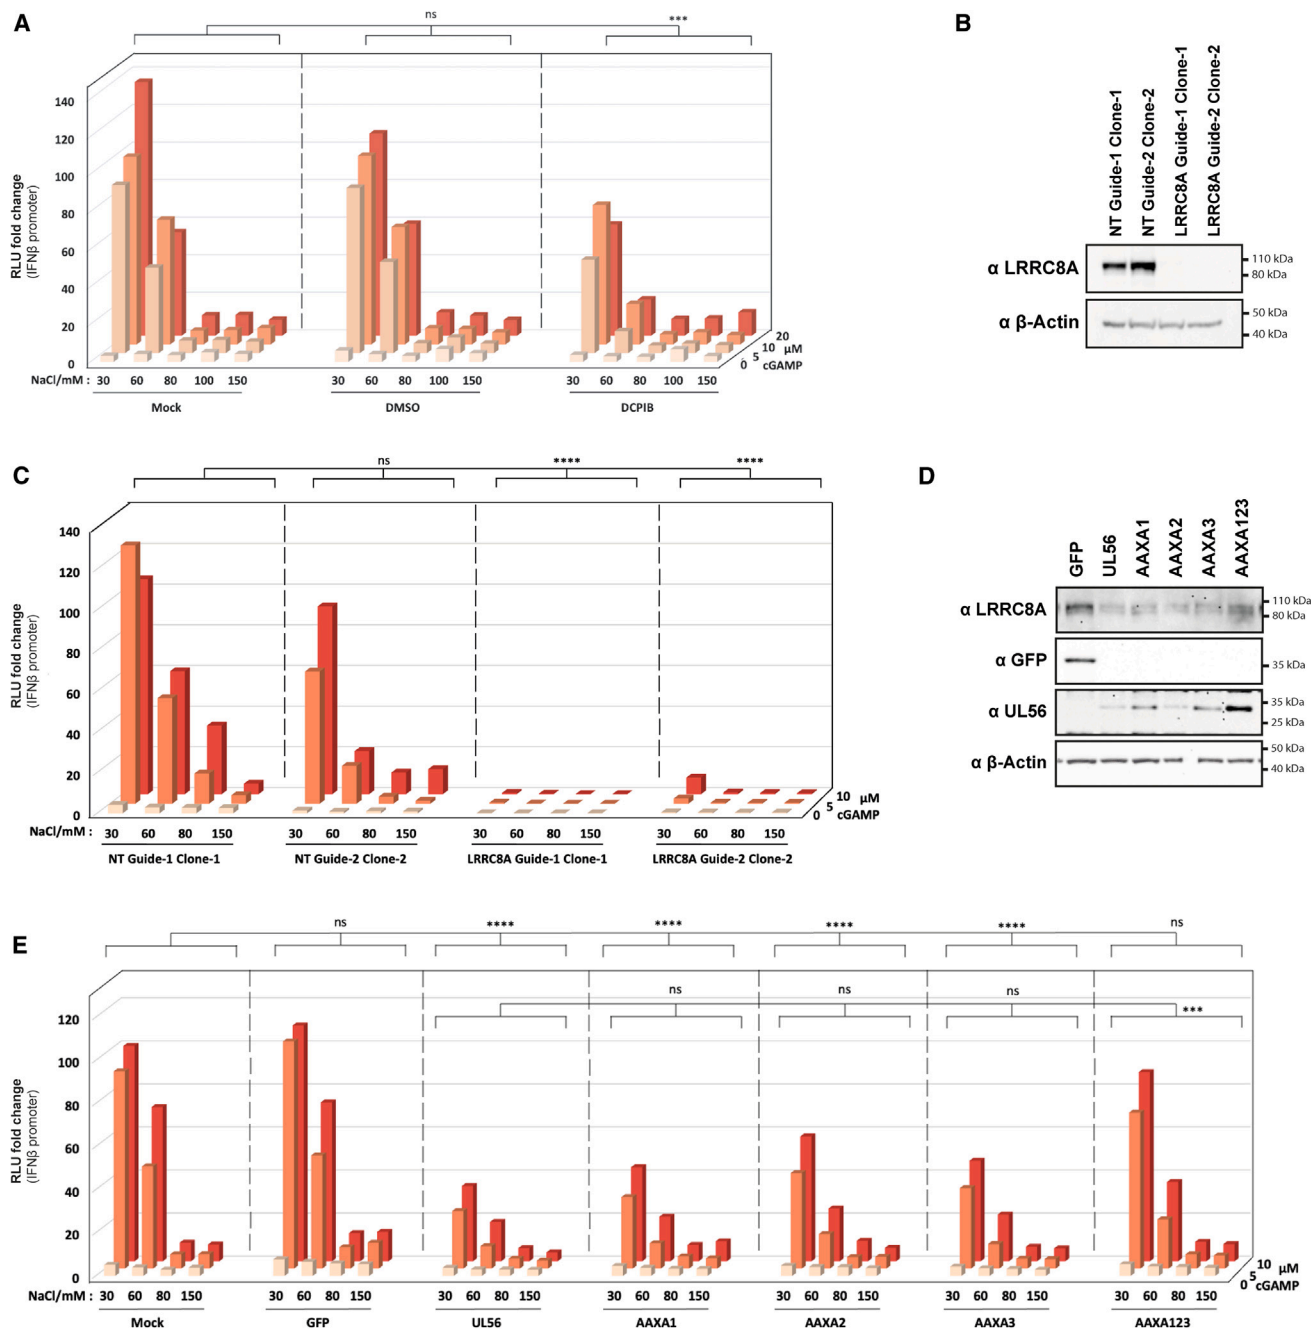 A
ns
***
RLU fold change
(IFNβ promoter)
140
120
100
80
60
40
20
0
20
10
5
0
μM
cGAMP
NaCl/mM :
30 60 80 100 150
30 60 80 100 150
30 60 80 100 150
Mock
DMSO
DCPIB
B
NT Guide-1 Clone-1
NT Guide-2 Clone-2
LRRC8A Guide-1 Clone-1
LRRC8A Guide-2 Clone-2
α LRRC8A
110 kDa
80 kDa
α β-Actin
50 kDa
40 kDa
C
ns
****
****
RLU fold change
(IFNβ promoter)
140
120
100
80
60
40
20
0
10
5
0
μM
cGAMP
NaCl/mM :
30 60 80 150
30 60 80 150
30 60 80 150
30 60 80 150
NT Guide-1 Clone-1
NT Guide-2 Clone-2
LRRC8A Guide-1 Clone-1
LRRC8A Guide-2 Clone-2
D
GFP
UL56
AAXA1
AAXA2
AAXA3
AAXA123
α LRRC8A
110 kDa
80 kDa
α GFP
35 kDa
α UL56
35 kDa
25 kDa
α β-Actin
50 kDa
40 kDa
E
ns
****
****
****
****
ns
ns
ns
ns
***
RLU fold change
(IFNβ promoter)
120
100
80
60
40
20
0
10
5
0
μM
cGAMP
NaCl/mM :
30 60 80 150
30 60 80 150
30 60 80 150
30 60 80 150
30 60 80 150
30 60 80 150
30 60 80 150
Mock
GFP
UL56
AAXA1
AAXA2
AAXA3
AAXA123